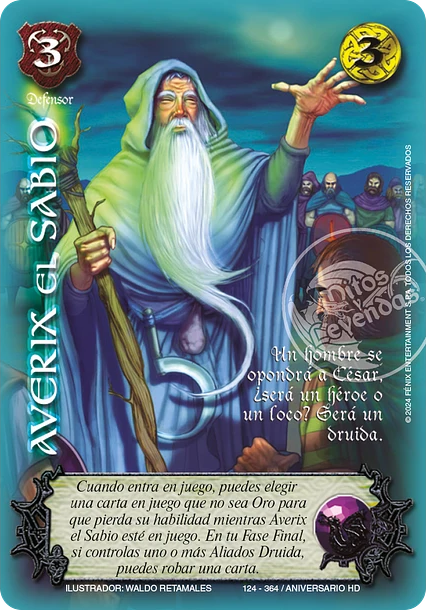 3
3
Defensor
AVERIX EL SABIO
Mitos
y
Leyendas
Un hombre se
opondrá a César,
¿será un héroe o
un loco? Será un
druida.
© 2024 FÉNIX ENTERTAINMENT S.P.A. TODOS LOS DERECHOS RESERVADOS
Cuando entra en juego, puedes elegir
una carta en juego que no sea Oro para
que pierda su habilidad mientras Averix
el Sabio esté en juego. En tu Fase Final,
si controlas uno o más Aliados Druida,
puedes robar una carta.
ILUSTRADOR: WALDO RETAMALES 124 - 364 / ANIVERSARIO HD